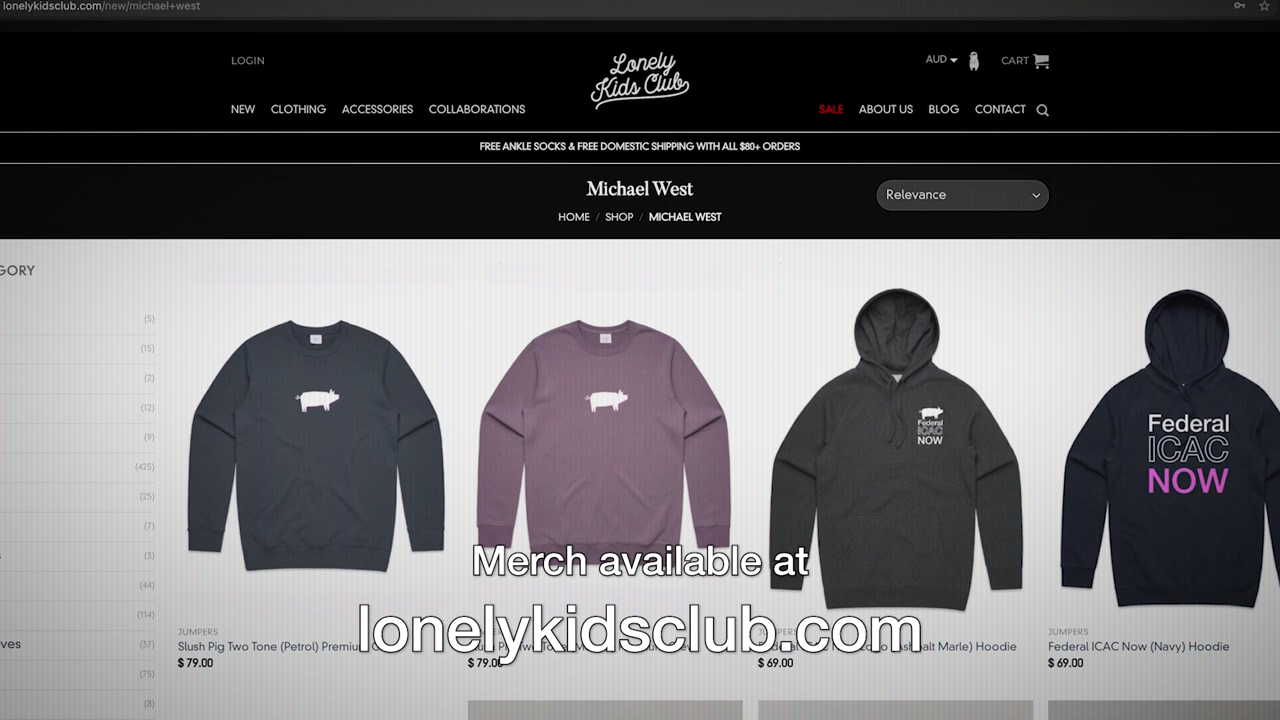 lonelykidsclub.com/new/michael+west
LOGIN
Lonely
Kids Club
AUD
CART
NEW
CLOTHING
ACCESSORIES
COLLABORATIONS
SALE
ABOUT US
BLOG
CONTACT
FREE ANKLE SOCKS & FREE DOMESTIC SHIPPING WITH ALL $80+ ORDERS
Michael West
Relevance
HOME / SHOP / MICHAEL WEST
GORY
(5)
(15)
(2)
(12)
(9)
(425)
(25)
(7)
(3)
(44)
(114)
ves (37)
(75)
(8)
Federal
ICAC
NOW
Federal
ICAC
NOW
Merch available at
lonelykidsclub.com
JUMPERS
Slush Pig Two Tone (Petrol)
$ 79.00
$ 79.00
Marle) Hoodie
$ 69.00
JUMPERS
Federal ICAC Now (Navy) Hoodie
$ 69.00